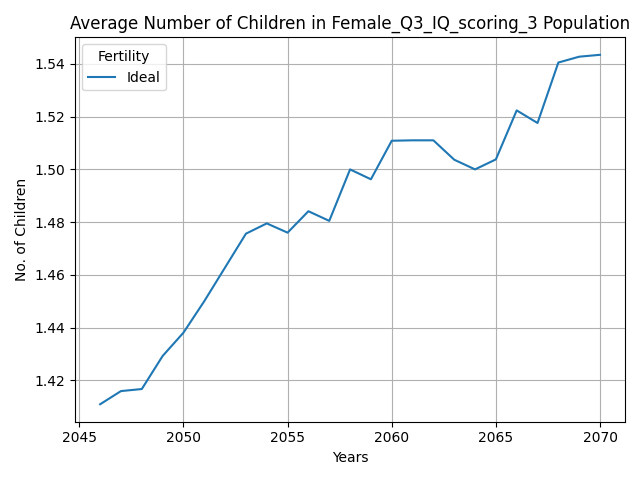 Average Number of Children in Female_Q3_IQ_scoring_3 Population
Fertility
Ideal
No. of Children
1.54
1.52
1.50
1.48
1.46
1.44
1.42
2045 2050 2055 2060 2065 2070
Years